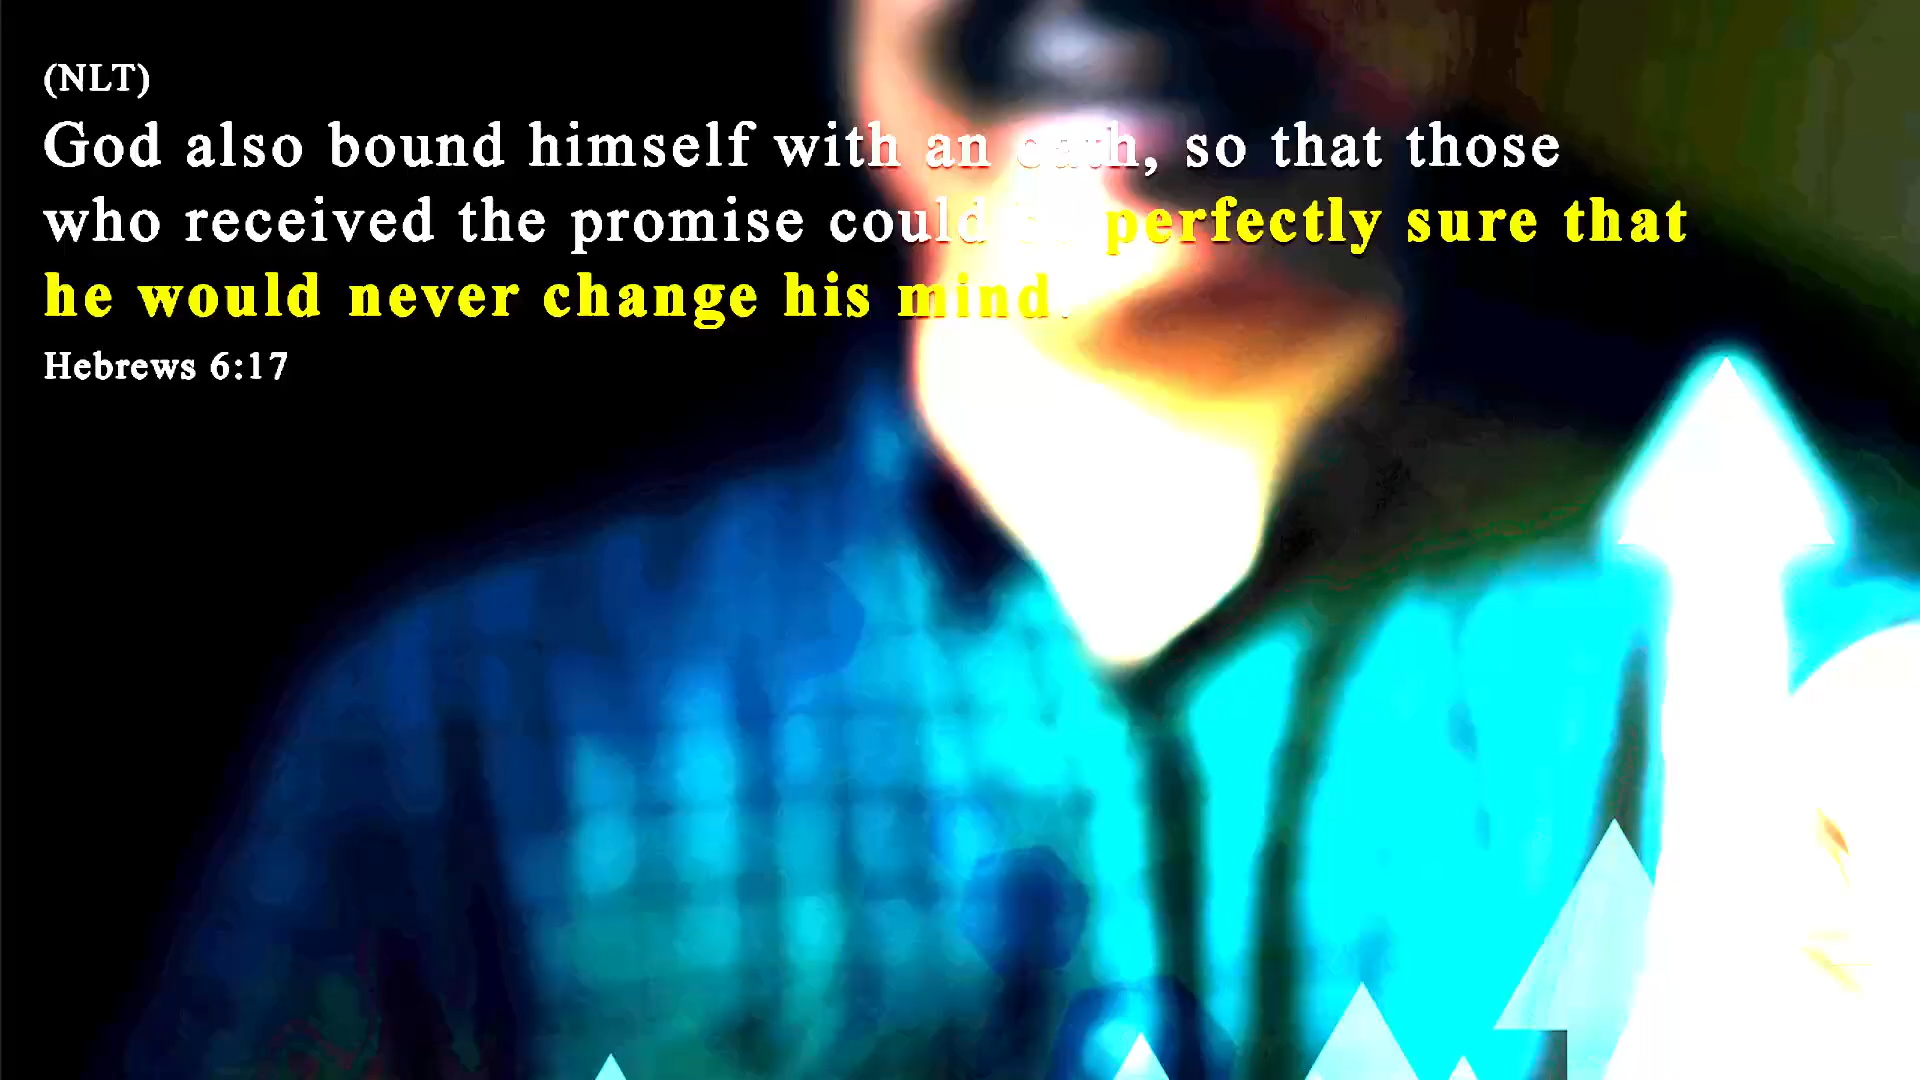 (NLT)
God also bound himself with an oath, so that those
who received the promise could perfectly sure that
he would never change his mind.
Hebrews 6:17